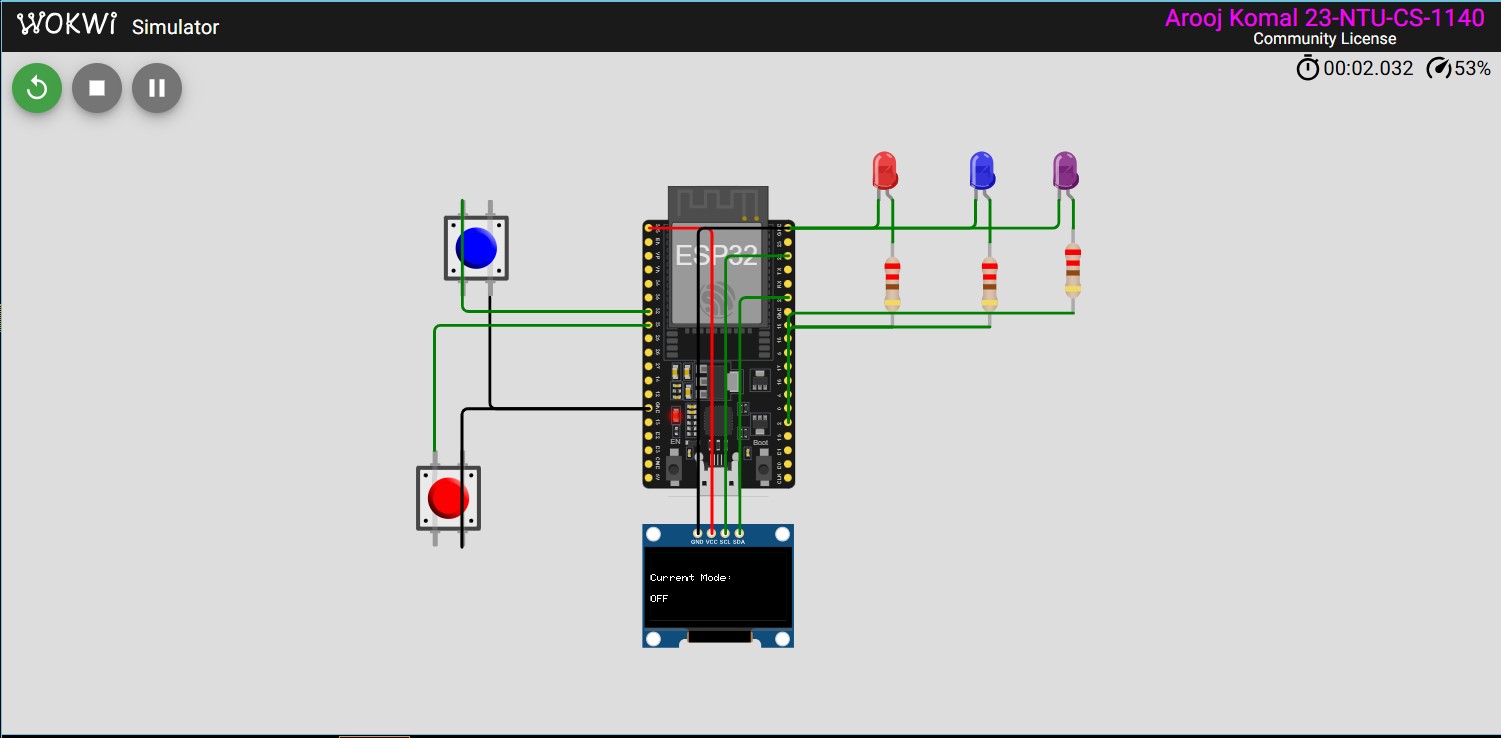 WOKWi Simulator
Arooj Komal 23-NTU-CS-1140
Community License
00:02.032 53%
ESP32
EN
Boot
GND VCC SCL SDA
Current Mode:
OFF